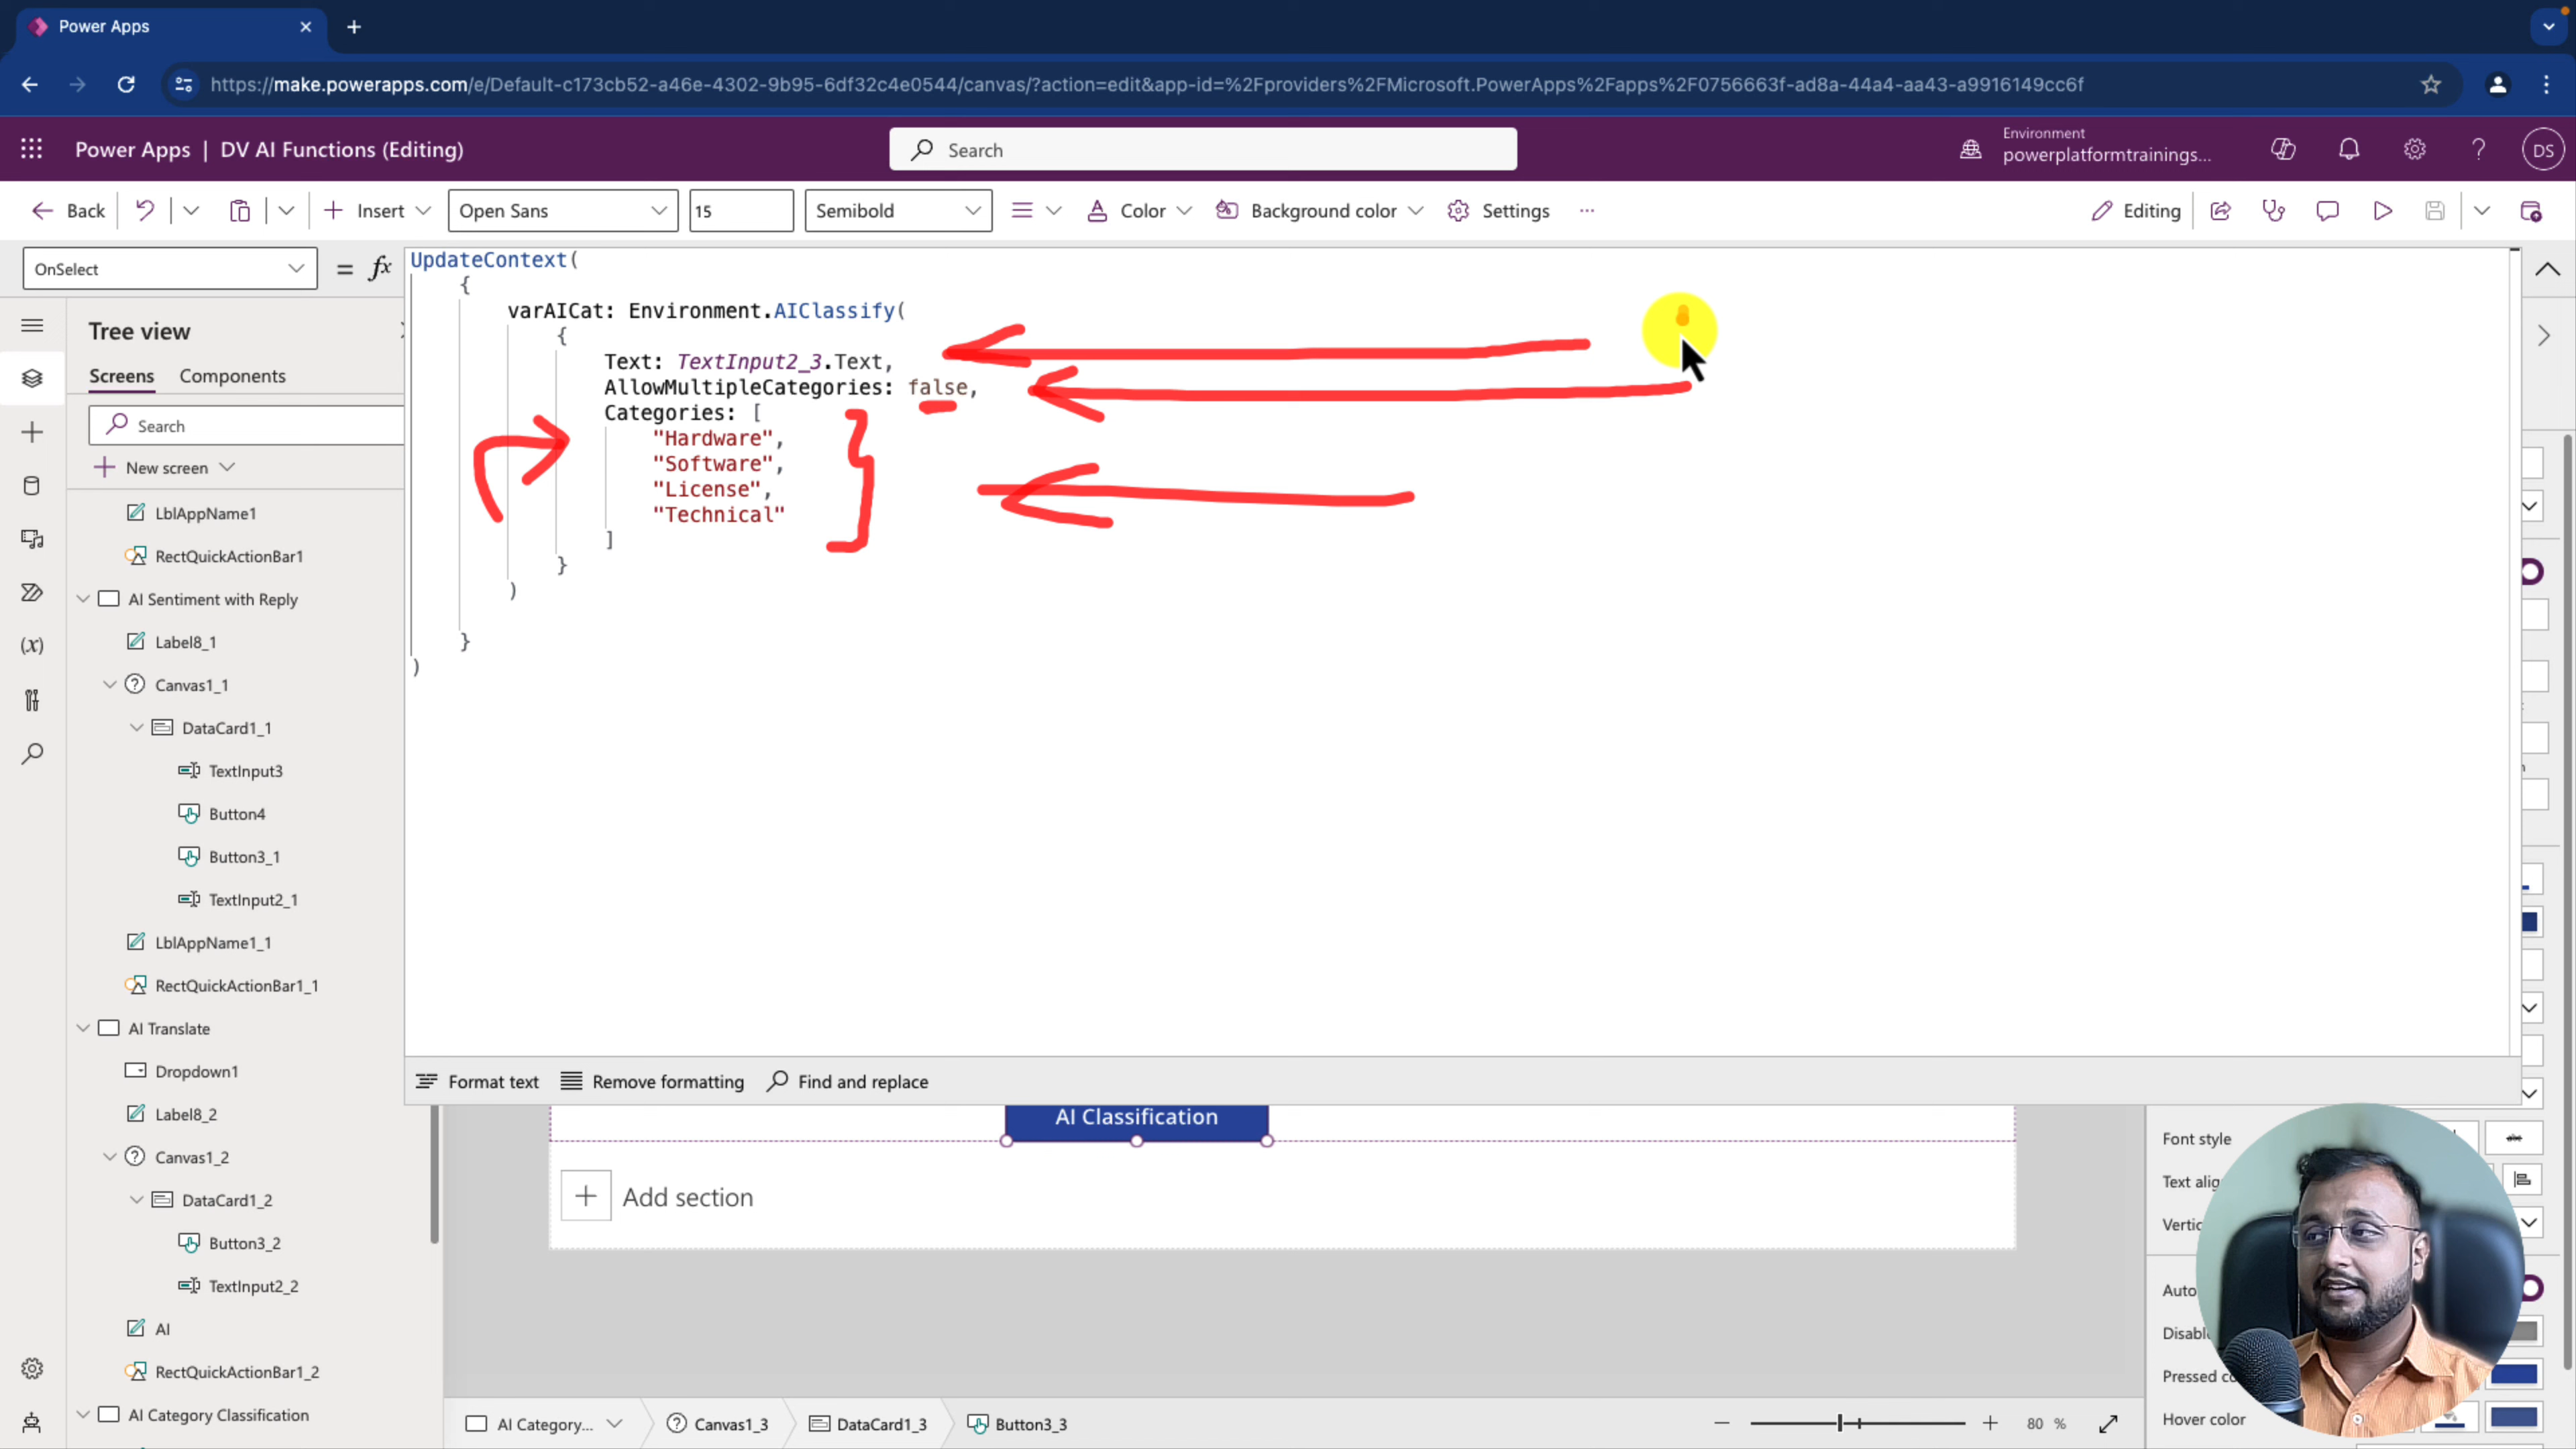 Power Apps
https://make.powerapps.com/e/Default-c173cb52-a46e-4302-9b95-6df32c4e0544/canvas/?action=edit&app-id=%2Fproviders%2FMicrosoft.PowerApps%2Fapps%2F0756663f-ad8a-44a4-aa43-a9916149cc6f
Power Apps | DV AI Functions (Editing)
Search
Environment
powerplatformtrainings...
DS
Back
Insert
Open Sans
15
Semibold
Color
Background color
Settings
Editing
OnSelect
= fx
UpdateContext(
{
varAICat: Environment.AIClassify(
{
Text: TextInput2_3.Text,
AllowMultipleCategories: false,
Categories: [
"Hardware",
"Software",
"License",
"Technical"
]
}
)
}
)
Tree view
Screens
Components
Search
New screen
LblAppName1
RectQuickActionBar1
AI Sentiment with Reply
Label8_1
Canvas1_1
DataCard1_1
TextInput3
Button4
Button3_1
TextInput2_1
LblAppName1_1
RectQuickActionBar1_1
AI Translate
Dropdown1
Label8_2
Canvas1_2
DataCard1_2
Button3_2
TextInput2_2
AI
RectQuickActionBar1_2
AI Category Classification
Format text
Remove formatting
Find and replace
AI Classification
Add section
Font style
Text alig
Vertic
Auto
Disabl
Pressed co
Hover color
AI Category...
Canvas1_3
DataCard1_3
Button3_3
80 %